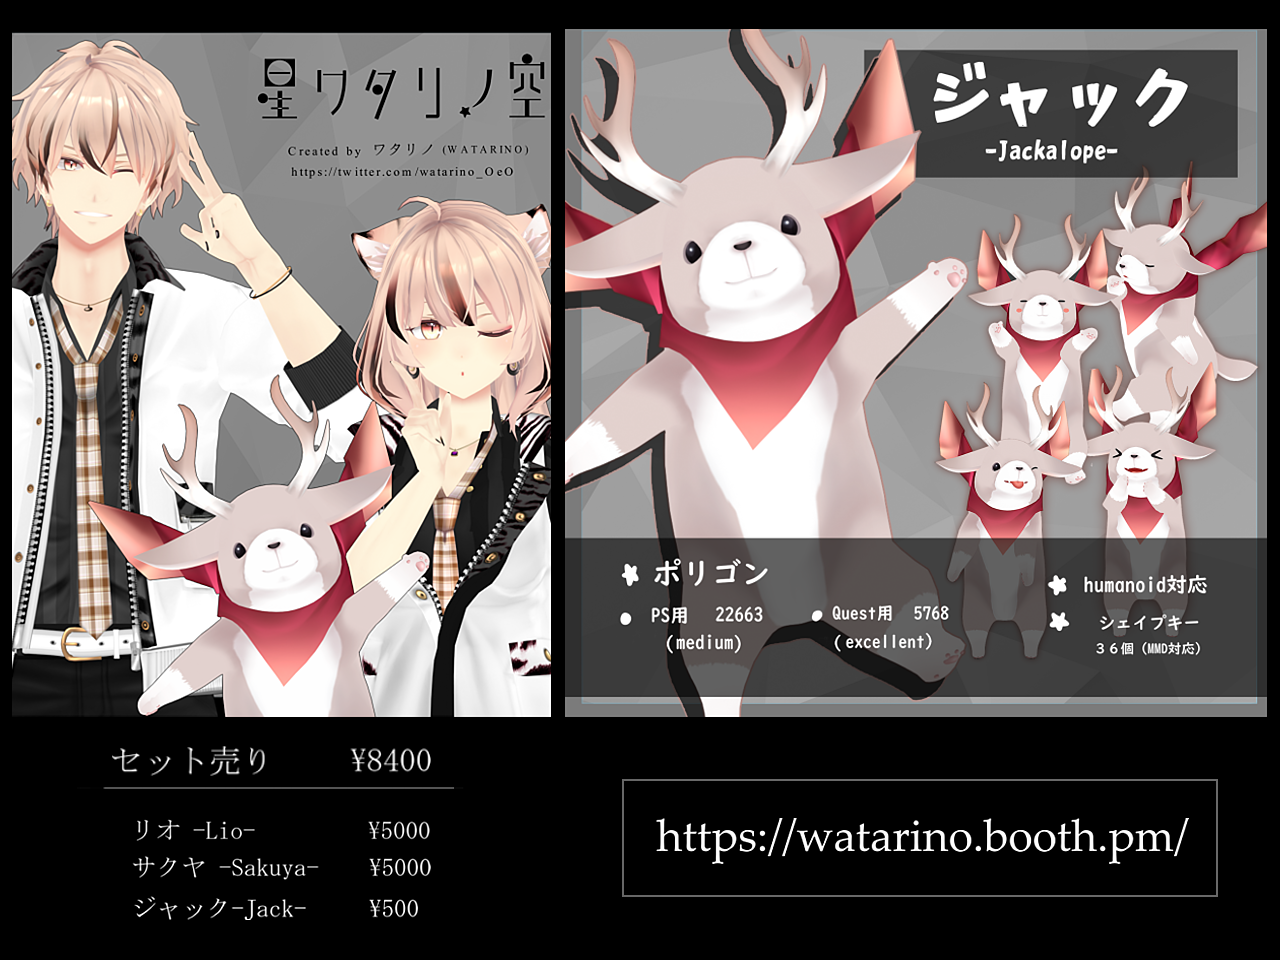 星ワタリノ空
Created by ワタリノ (WATARINO)
https://twitter.com/watarino_OeO
ジャック
-Jackalope-
ポリゴン
PS用 22663
(medium)
Quest用 5768
(excellent)
humanoid対応
シェイプキー
36個 (MMD対応)
セット売り ¥8400
リオ -Lio- ¥5000
サクヤ -Sakuya- ¥5000
ジャック-Jack- ¥500
https://watarino.booth.pm/